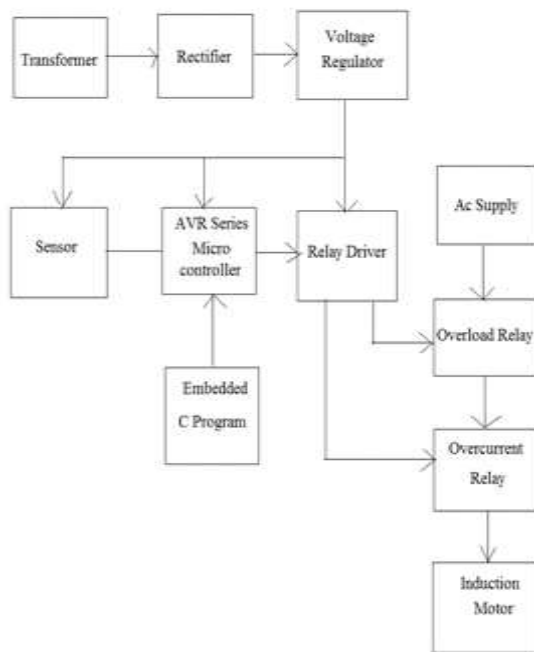 Transformer
Rectifier
Voltage
Regulator
Sensor
AVR Series
Micro
controller
Relay Driver
Ac Supply
Overload Relay
Embedded
C Program
Overcurrent
Relay
Induction
Motor